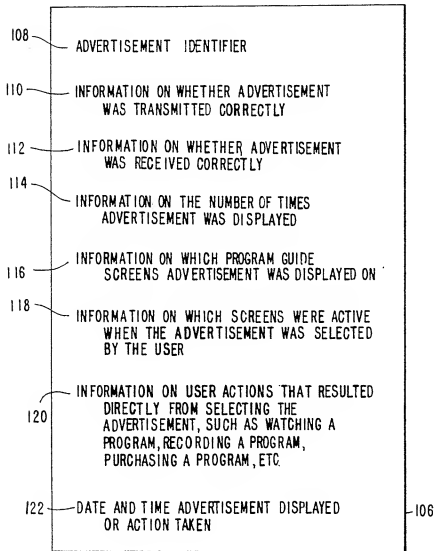 108 ADVERTISEMENT IDENTIFIER
110 INFORMATION ON WHETHER ADVERTISEMENT
WAS TRANSMITTED CORRECTLY
112 INFORMATION ON WHETHER ADVERTISEMENT
WAS RECEIVED CORRECTLY
114 INFORMATION ON THE NUMBER OF TIMES
ADVERTISEMENT WAS DISPLAYED
116 INFORMATION ON WHICH PROGRAM GUIDE
SCREENS ADVERTISEMENT WAS DISPLAYED ON
118 INFORMATION ON WHICH SCREENS WERE ACTIVE
WHEN THE ADVERTISEMENT WAS SELECTED
BY THE USER
120 INFORMATION ON USER ACTIONS THAT RESULTED
DIRECTLY FROM SELECTING THE
ADVERTISEMENT, SUCH AS WATCHING A
PROGRAM, RECORDING A PROGRAM,
PURCHASING A PROGRAM, ETC.
122 DATE AND TIME ADVERTISEMENT DISPLAYED 106
OR ACTION TAKEN